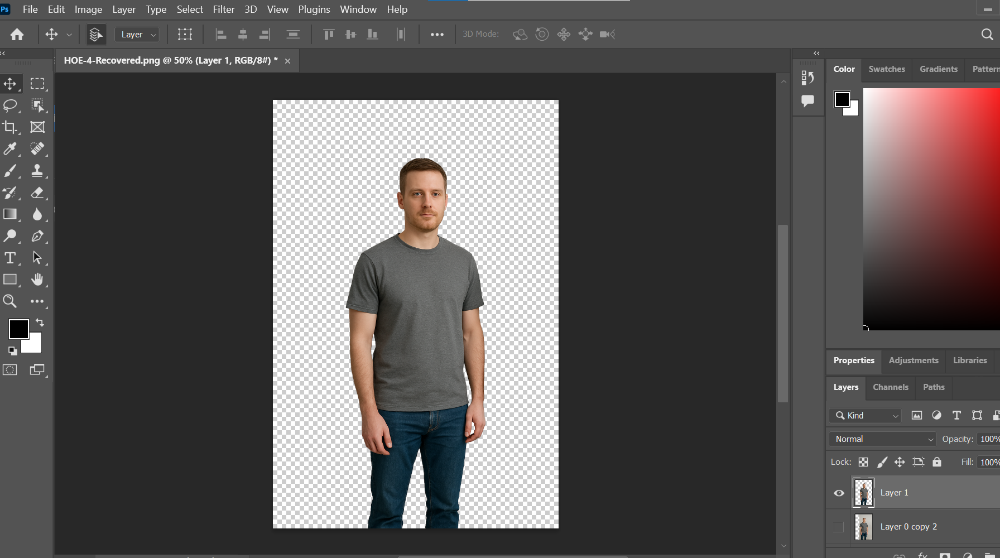 Ps File Edit Image Layer Type Select Filter 3D View Plugins Window Help
Layer 3D Mode:
HOE-4-Recovered.png @ 50% (Layer 1, RGB/8#) *
Color Swatches Gradients Pattern
Properties Adjustments Libraries
Layers Channels Paths
Kind
Normal Opacity: 100%
Lock: Fill: 100%
Layer 1
Layer 0 copy 2
fx